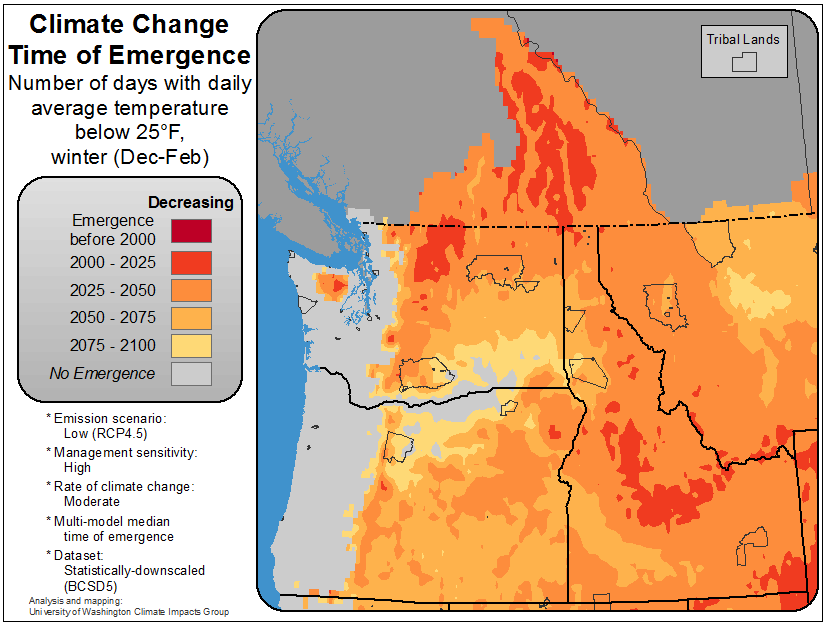 Climate Change
Time of Emergence
Number of days with daily
average temperature
below 25°F,
winter (Dec-Feb)
Decreasing
Emergence
before 2000
2000 - 2025
2025 - 2050
2050 - 2075
2075 - 2100
No Emergence
* Emission scenario:
Low (RCP4.5)
* Management sensitivity:
High
* Rate of climate change:
Moderate
* Multi-model median
time of emergence
* Dataset:
Statistically-downscaled
(BCSD5)
Analysis and mapping:
University of Washington Climate Impacts Group
Tribal Lands